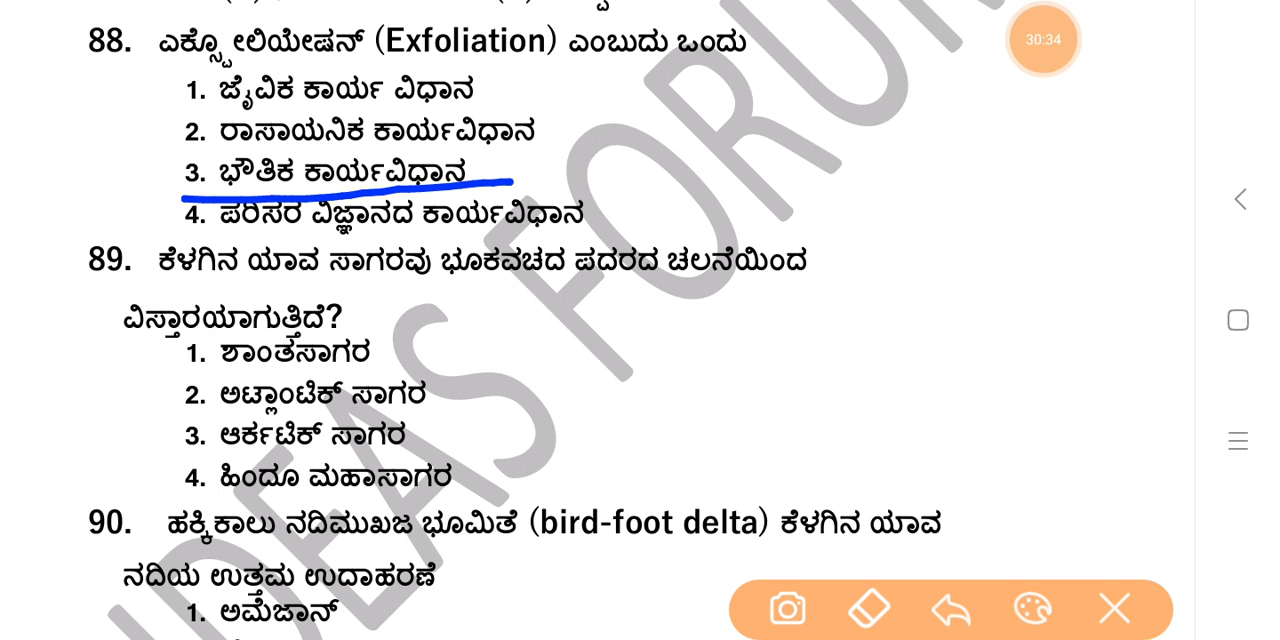 88. ಎಕ್ಸ್ಪೋಲಿಯೇಷನ್ (Exfoliation) ಎಂಬುದು ಒಂದು
30:34
1. ಜೈವಿಕ ಕಾರ್ಯ ವಿಧಾನ
2. ರಾಸಾಯನಿಕ ಕಾರ್ಯವಿಧಾನ
3. ಭೌತಿಕ ಕಾರ್ಯವಿಧಾನ
4. ಪರಿಸರ ವಿಜ್ಞಾನದ ಕಾರ್ಯವಿಧಾನ
89. ಕೆಳಗಿನ ಯಾವ ಸಾಗರವು ಭೂಕವಚದ ಪದರದ ಚಲನೆಯಿಂದ
ವಿಸ್ತಾರಯಾಗುತ್ತಿದೆ?
1. ಶಾಂತಸಾಗರ
2. ಅಟ್ಲಾಂಟಿಕ್ ಸಾಗರ
3. ಆರ್ಕಟಿಕ್ ಸಾಗರ
4. ಹಿಂದೂ ಮಹಾಸಾಗರ
90. ಹಕ್ಕಿಕಾಲು ನದಿಮುಖಜ ಭೂಮಿತೆ (bird-foot delta) ಕೆಳಗಿನ ಯಾವ
ನದಿಯ ಉತ್ತಮ ಉದಾಹರಣೆ
1. ಅಮೆಜಾನ್
IDEAS FORUM